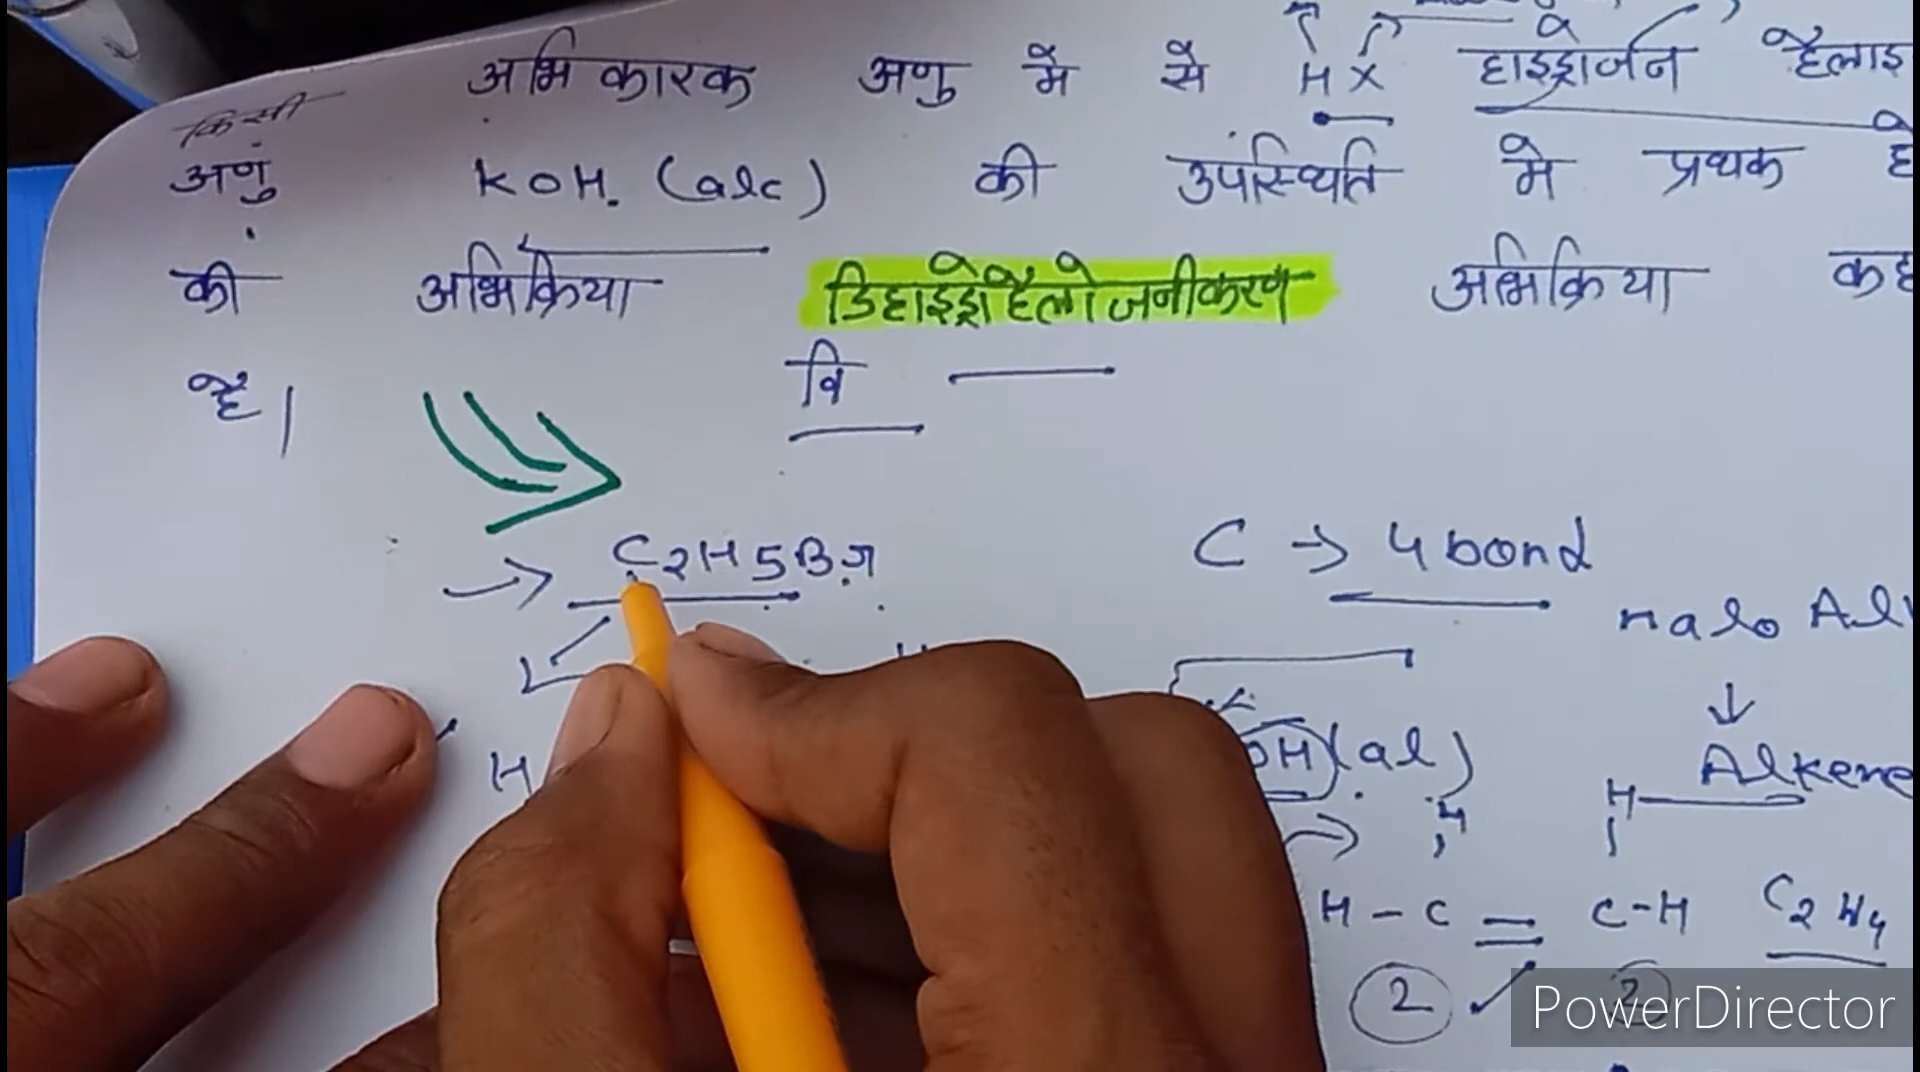 अभिकारक अणु मे से HX हाइड्रोजन हैलाइ
किसी
अणु KOH. (alc) की उपस्थिति मे प्रथक हो
की अभिक्रिया डिहाइड्रोहैलोजनीकरण अभिक्रिया कह
है। वि
→ C2H5Br C → 4 bond
Halo Al
↓
H OH(al) Alkene
H H
H - C = C - H C2H4
2 ✓ 2
PowerDirector